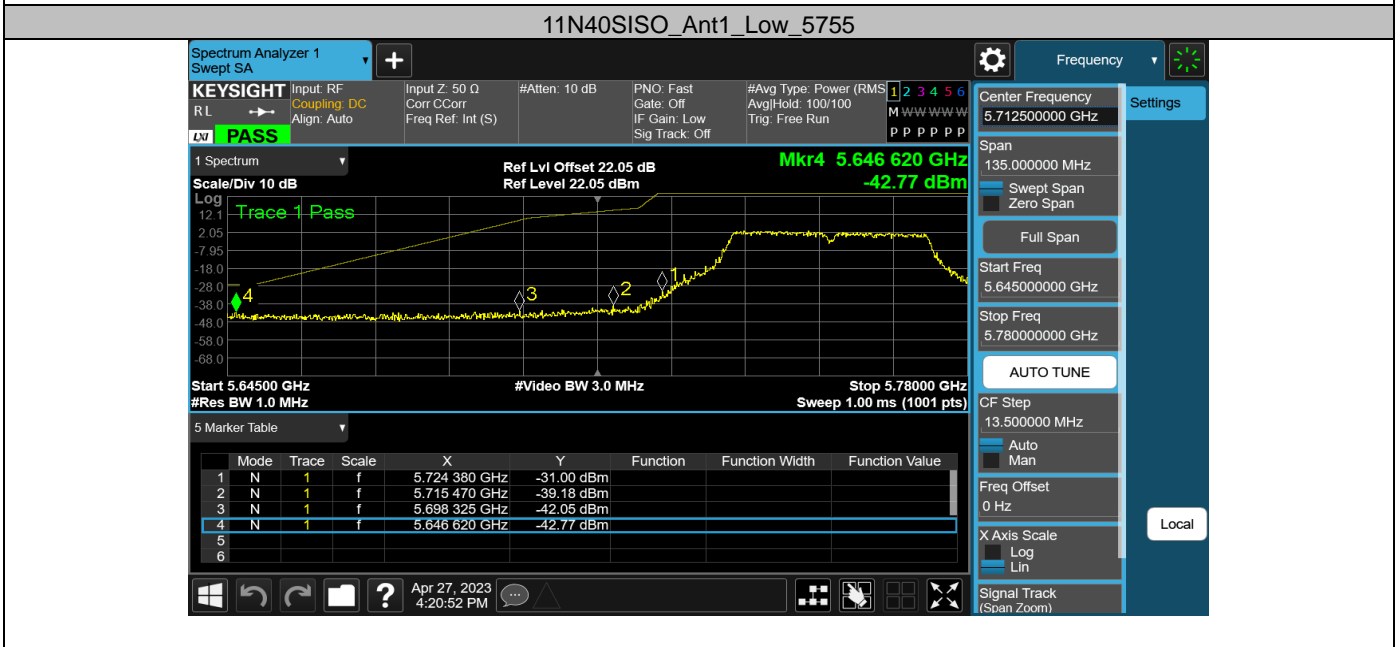 11N40SISO_Ant1_Low_5755
Spectrum Analyzer 1
Swept SA
Frequency
KEYSIGHT
R L
LXI
PASS
Input: RF
Coupling: DC
Align: Auto
Input Z: 50 Ω
Corr CCorr
Freq Ref: Int (S)
#Atten: 10 dB
PNO: Fast
Gate: Off
IF Gain: Low
Sig Track: Off
#Avg Type: Power (RMS
Avg|Hold: 100/100
Trig: Free Run
1 2 3 4 5 6
M W W W W W
P P P P P P
1 Spectrum
Scale/Div 10 dB
Ref Lvl Offset 22.05 dB
Ref Level 22.05 dBm
Mkr4 5.646 620 GHz
-42.77 dBm
Log
Trace 1 Pass
12.1
2.05
-7.95
-18.0
-28.0
-38.0
-48.0
-58.0
-68.0
4
3
2
1
Start 5.64500 GHz
#Video BW 3.0 MHz
Stop 5.78000 GHz
#Res BW 1.0 MHz
Sweep 1.00 ms (1001 pts)
5 Marker Table
Mode Trace Scale X Y Function Function Width Function Value
1 N 1 f 5.724 380 GHz -31.00 dBm
2 N 1 f 5.715 470 GHz -39.18 dBm
3 N 1 f 5.698 325 GHz -42.05 dBm
4 N 1 f 5.646 620 GHz -42.77 dBm
5
6
?
Apr 27, 2023
4:20:52 PM
Center Frequency
5.712500000 GHz
Settings
Span
135.000000 MHz
Swept Span
Zero Span
Full Span
Start Freq
5.645000000 GHz
Stop Freq
5.780000000 GHz
AUTO TUNE
CF Step
13.500000 MHz
Auto
Man
Freq Offset
0 Hz
Local
X Axis Scale
Log
Lin
Signal Track
(Span Zoom)